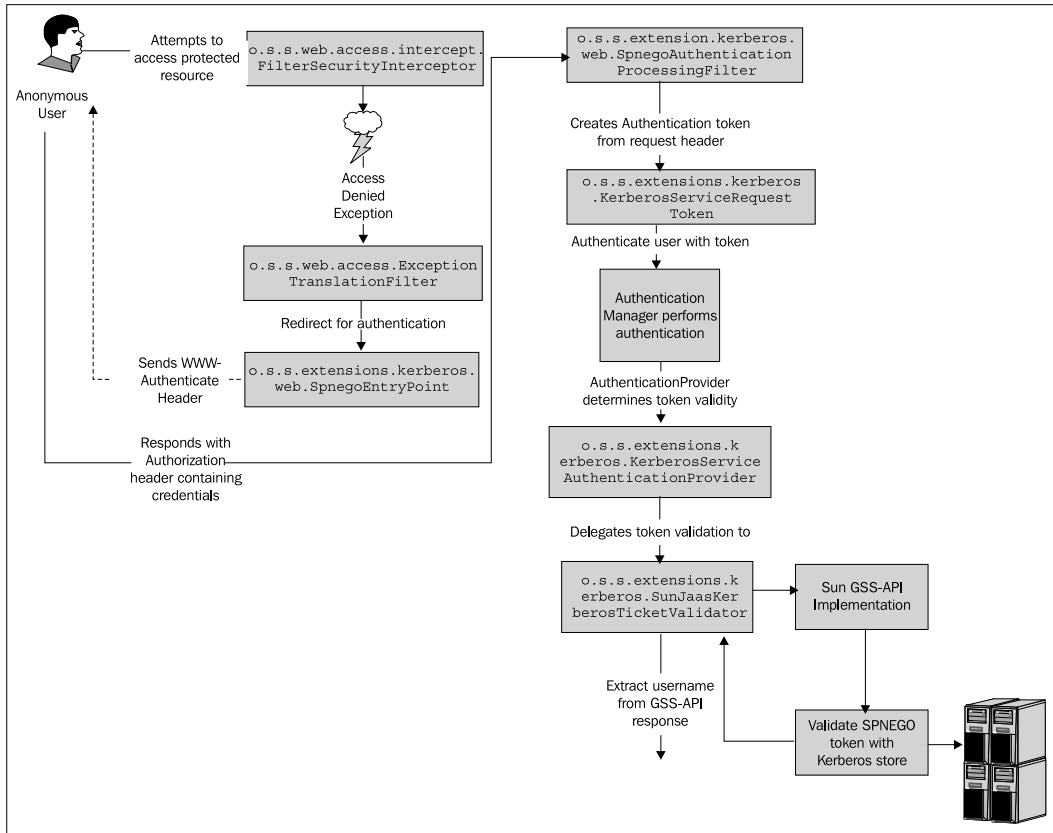 Attempts to
access protected
resource
Anonymous
User
o.s.s.web.access.intercept.
FilterSecurityInterceptor
Access
Denied
Exception
o.s.s.web.access.Exception
TranslationFilter
Redirect for authentication
o.s.s.extensions.kerberos.
web.SpnegoEntryPoint
Sends WWW-
Authenticate
Header
Responds with
Authorization
header containing
credentials
o.s.s.extension.kerberos.
web.SpnegoAuthentication
ProcessingFilter
Creates Authentication token
from request header
o.s.s.extensions.kerberos
.KerberosServiceRequest
Token
Authenticate user with token
Authentication
Manager performs
authentication
AuthenticationProvider
determines token validity
o.s.s.extensions.k
erberos.KerberosService
AuthenticationProvider
Delegates token validation to
o.s.s.extensions.k
erberos.SunJaasKer
berosTicketValidator
Sun GSS-API
Implementation
Extract username
from GSS-API
response
Validate SPNEGO
token with
Kerberos store